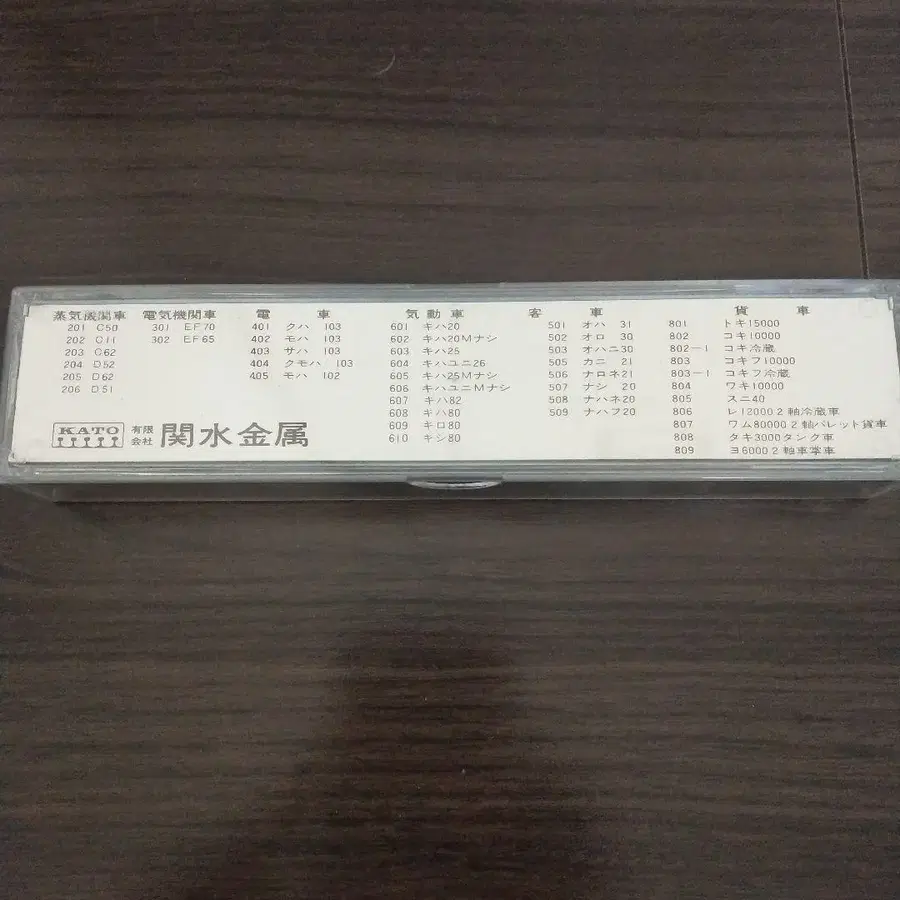 蒸気機関車
201 C50
202 C11
203 C62
204 D52
205 D62
206 D51
電気機関車
301 EF70
302 EF65
電車
401 クハ 103
402 モハ 103
403 サハ 103
404 クモハ 103
405 モハ 102
気動車
601 キハ20
602 キハ20Mナシ
603 キハ25
604 キハユニ26
605 キハ25Mナシ
606 キハユニMナシ
607 キハ82
608 キハ80
609 キロ80
610 キシ80
客車
501 オハ 31
502 オロ 30
503 オハニ30
505 カニ 21
506 ナロネ21
507 ナシ 20
508 ナハネ20
509 ナハフ20
貨車
801 トキ15000
802 コキ10000
802-1 コキ冷蔵
803 コキフ10000
803-1 コキフ冷蔵
804 ワキ10000
805 スニ40
806 レ12000 2軸冷蔵車
807 ワム80000 2軸パレット貨車
808 タキ3000タンク車
809 ヨ6000 2軸車掌車
KATO
有限会社 関水金属